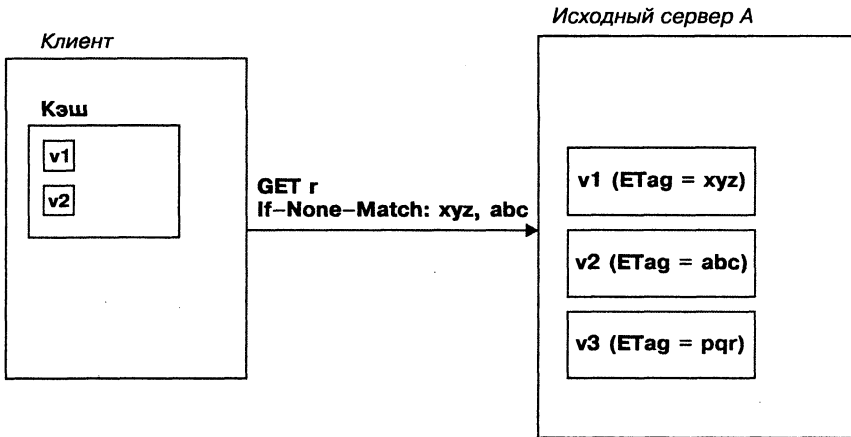 Исходный сервер A
Клиент
Кэш
v1
v2
GET r
If–None–Match: xyz, abc
v1 (ETag = xyz)
v2 (ETag = abc)
v3 (ETag = pqr)